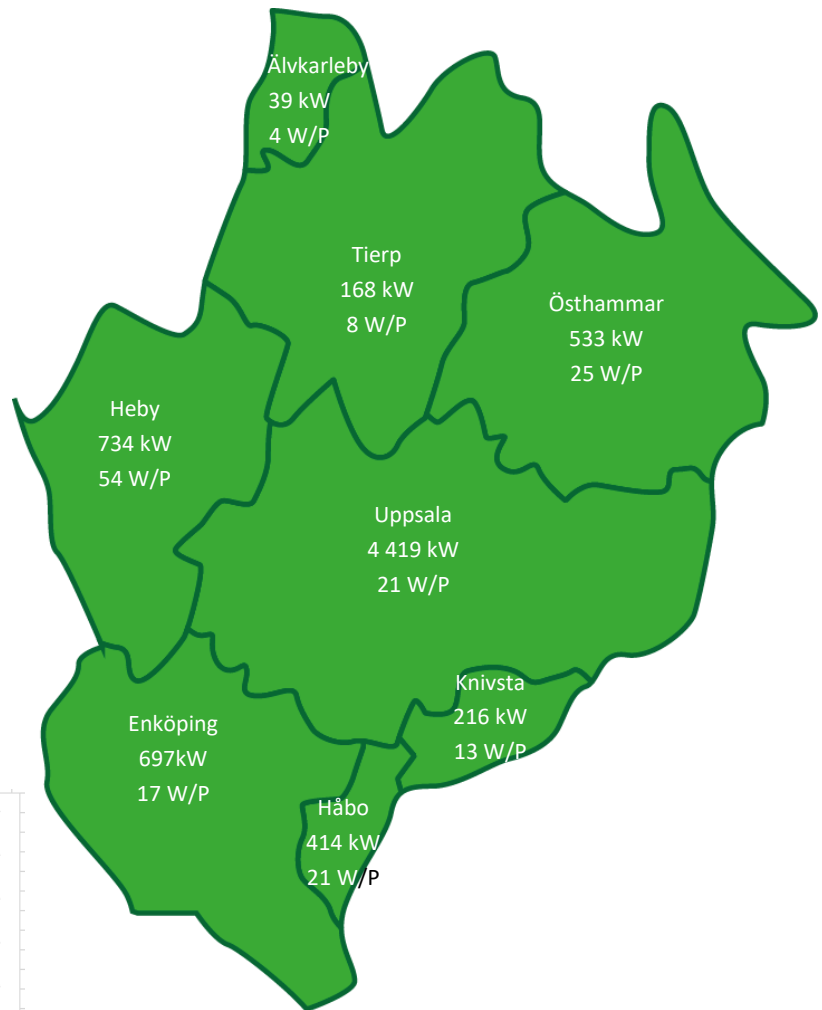 Älvkarleby
39 kW
4 W/P
Tierp
168 kW
8 W/P
Östhammar
533 kW
25 W/P
Heby
734 kW
54 W/P
Uppsala
4 419 kW
21 W/P
Knivsta
216 kW
13 W/P
Enköping
697kW
17 W/P
Håbo
414 kW
21 W/P